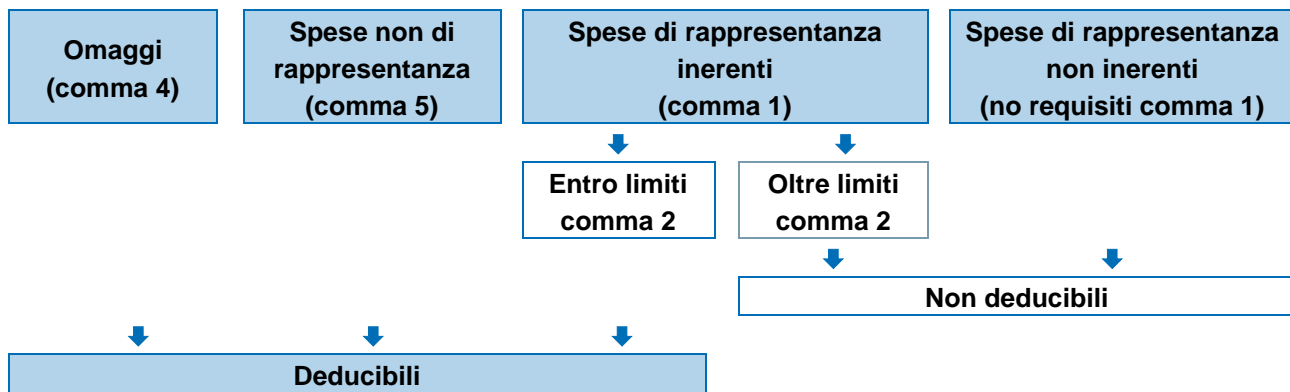 Omaggi
(comma 4)
Spese non di
rappresentanza
(comma 5)
Spese di rappresentanza
inerenti
(comma 1)
Spese di rappresentanza
non inerenti
(no requisiti comma 1)
Entro limiti
comma 2
Oltre limiti
comma 2
Non deducibili
Deducibili